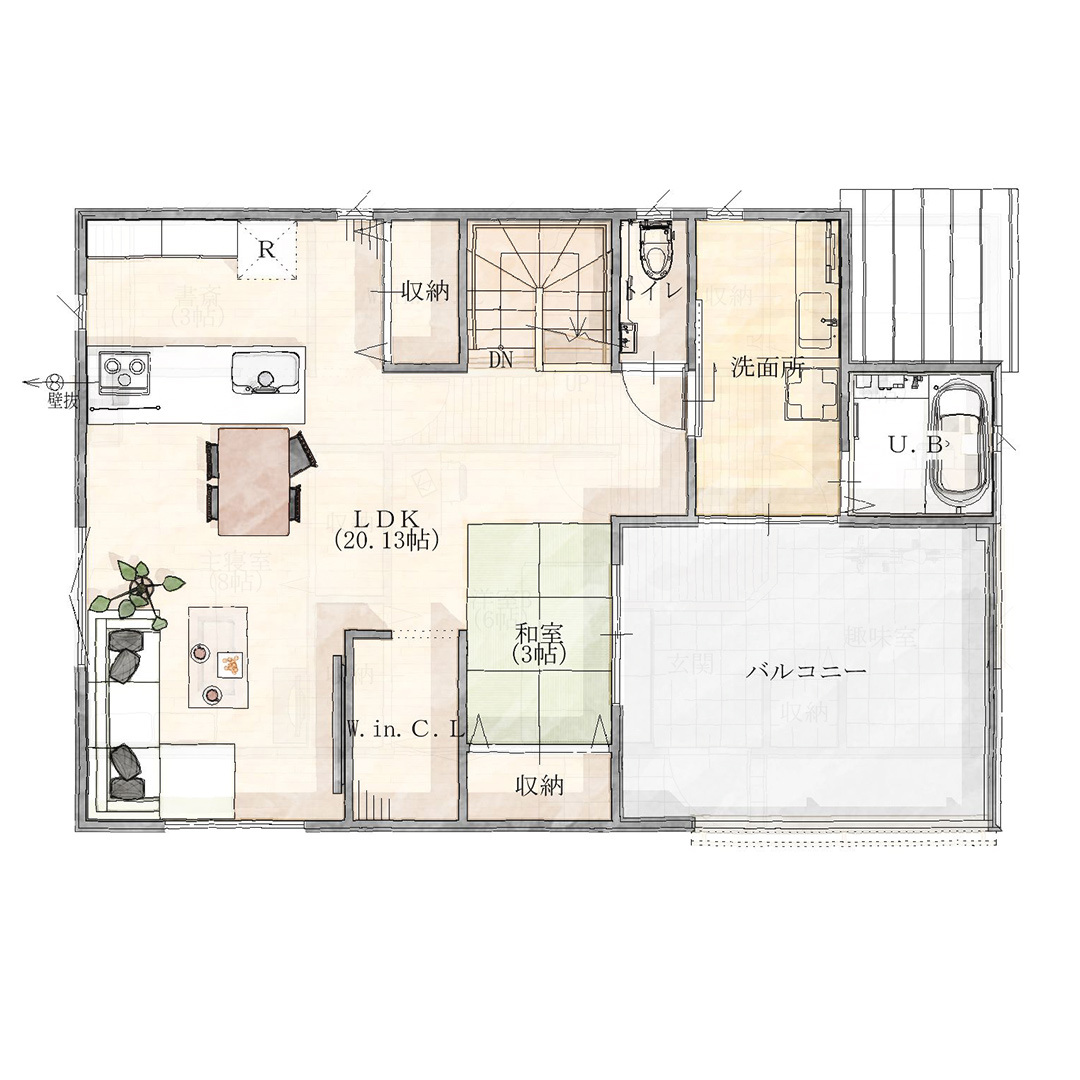 R
収納
トイレ
書斎
(3帖)
収納
DN
洗面所
UP
壁抜
U.B
LDK
(20.13帖)
主寝室
(8帖)
洋室
(6帖)
和室
(3帖)
趣味室
玄関
バルコニー
収納
W.in.C.L
収納